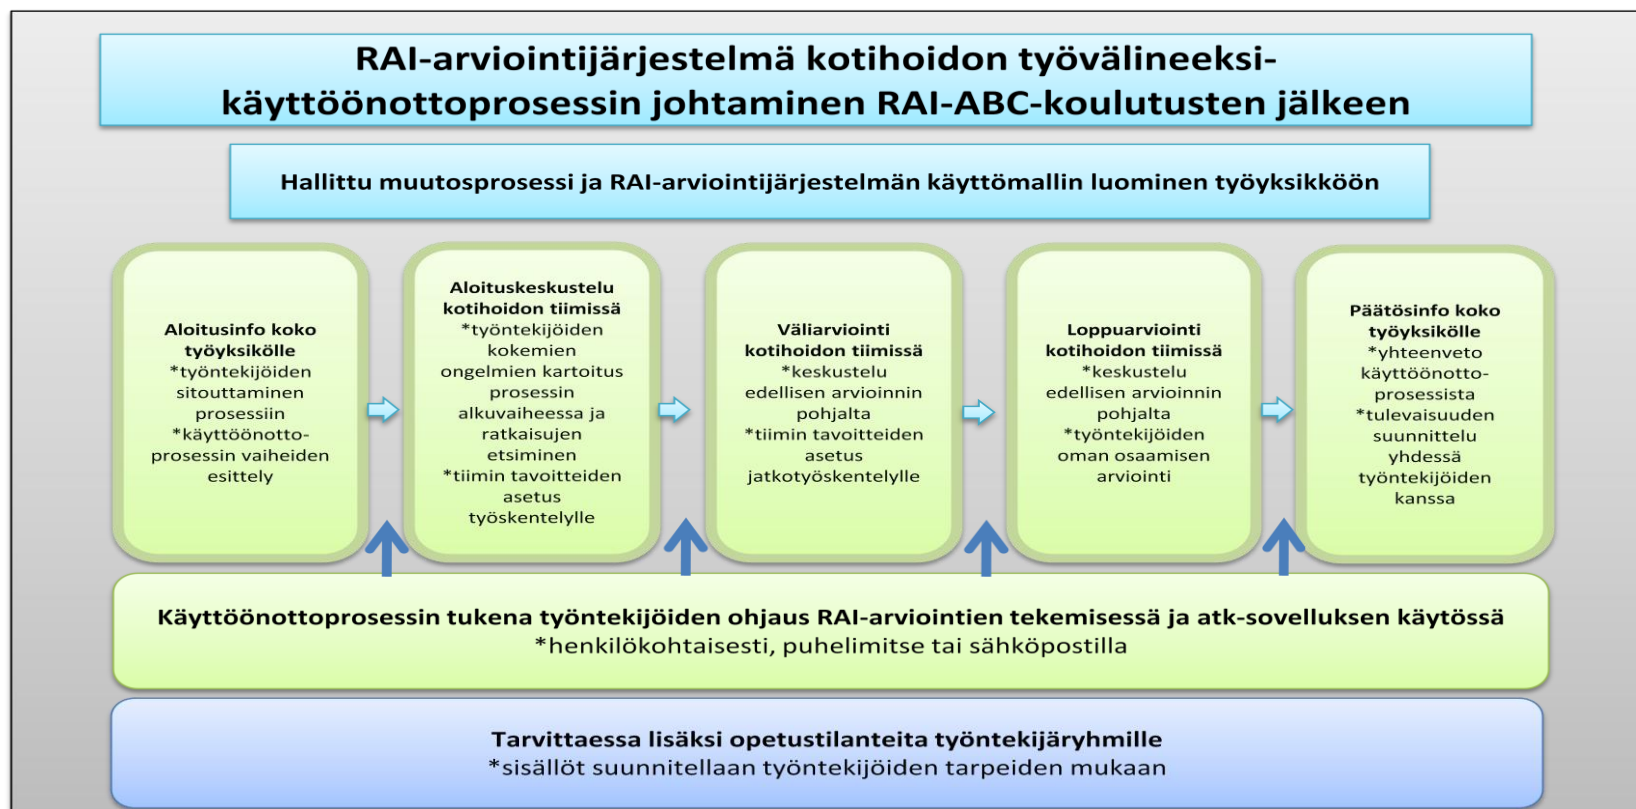 RAI-arviointijärjestelmä kotihoidon työvälineeksi-
käyttöönottoprosessin johtaminen RAI-ABC-koulutusten jälkeen
Hallittu muutosprosessi ja RAI-arviointijärjestelmän käyttömallin luominen työyksikköön
Aloitusinfo koko
työyksikölle
*työntekijöiden
sitouttaminen
prosessiin
*käyttöönotto-
prosessin vaiheiden
esittely
Aloituskeskustelu
kotihoidon tiimissä
*työntekijöiden
kokemien
ongelmien kartoitus
prosessin
alkuvaiheessa ja
ratkaisujen
etsiminen
*tiimin tavoitteiden
asetus
työskentelylle
Väliarviointi
kotihoidon tiimissä
*keskustelu
edellisen arvioinnin
pohjalta
*tiimin tavoitteiden
asetus
jatkotyöskentelylle
Loppuarviointi
kotihoidon tiimissä
*keskustelu
edellisen arvioinnin
pohjalta
*työntekijöiden
oman osaamisen
arviointi
Päätösinfo koko
työyksikölle
*yhteenveto
käyttöönotto-
prosessista
*tulevaisuuden
suunnittelu
yhdessä
työntekijöiden
kanssa
Käyttöönottoprosessin tukena työntekijöiden ohjaus RAI-arviointien tekemisessä ja atk-sovelluksen käytössä
*henkilökohtaisesti, puhelimitse tai sähköpostilla
Tarvittaessa lisäksi opetustilanteita työntekijäryhmille
*sisällöt suunnitellaan työntekijöiden tarpeiden mukaan